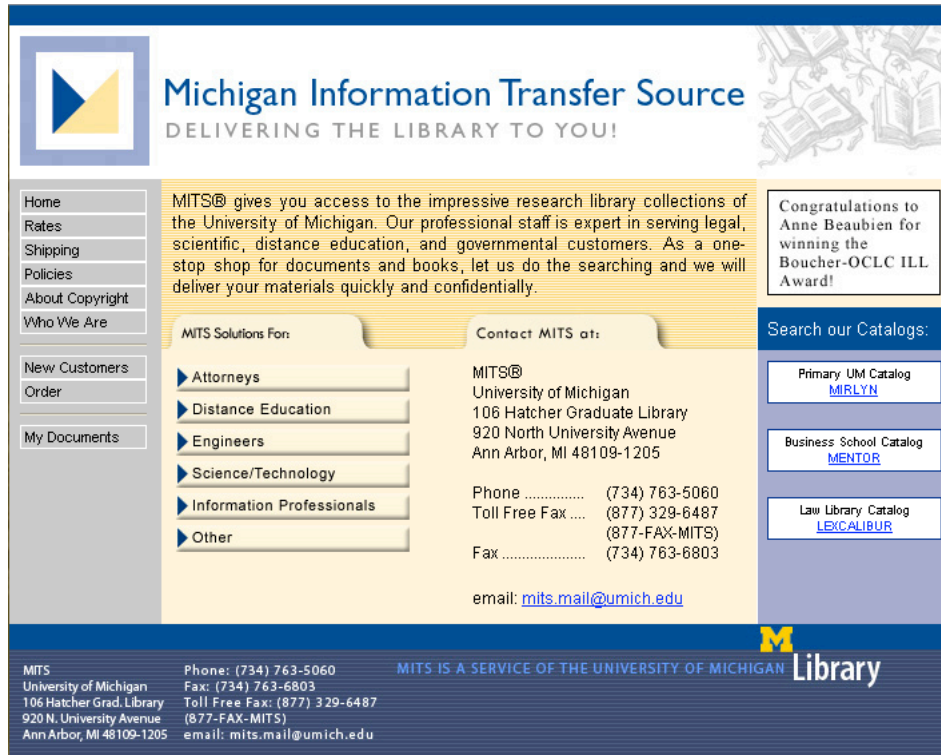 Michigan Information Transfer Source
DELIVERING THE LIBRARY TO YOU!
Home
Rates
Shipping
Policies
About Copyright
Who We Are
New Customers
Order
My Documents
MITS® gives you access to the impressive research library collections of
the University of Michigan. Our professional staff is expert in serving legal,
scientific, distance education, and governmental customers. As a one-
stop shop for documents and books, let us do the searching and we will
deliver your materials quickly and confidentially.
MITS Solutions For:
Attorneys
Distance Education
Engineers
Science/Technology
Information Professionals
Other
Contact MITS at:
MITS®
University of Michigan
106 Hatcher Graduate Library
920 North University Avenue
Ann Arbor, MI 48109-1205
Phone .............. (734) 763-5060
Toll Free Fax .... (877) 329-6487
(877-FAX-MITS)
Fax ..................... (734) 763-6803
email: mits.mail@umich.edu
Congratulations to
Anne Beaubien for
winning the
Boucher-OCLC ILL
Award!
Search our Catalogs:
Primary UM Catalog
MIRLYN
Business School Catalog
MENTOR
Law Library Catalog
LEXCALIBUR
MITS
University of Michigan
106 Hatcher Grad. Library
920 N. University Avenue
Ann Arbor, MI 48109-1205
Phone: (734) 763-5060
Fax: (734) 763-6803
Toll Free Fax: (877) 329-6487
(877-FAX-MITS)
email: mits.mail@umich.edu
MITS IS A SERVICE OF THE UNIVERSITY OF MICHIGAN
M
Library